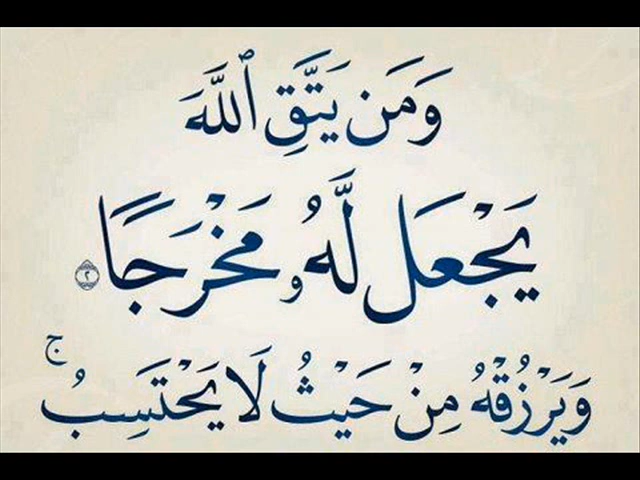 وَمَن يَتَّقِ ٱللَّهَ
يَجْعَل لَّهُۥ مَخْرَجًا ٢
وَيَرْزُقْهُ مِنْ حَيْثُ لَا يَحْتَسِبُ ۚ